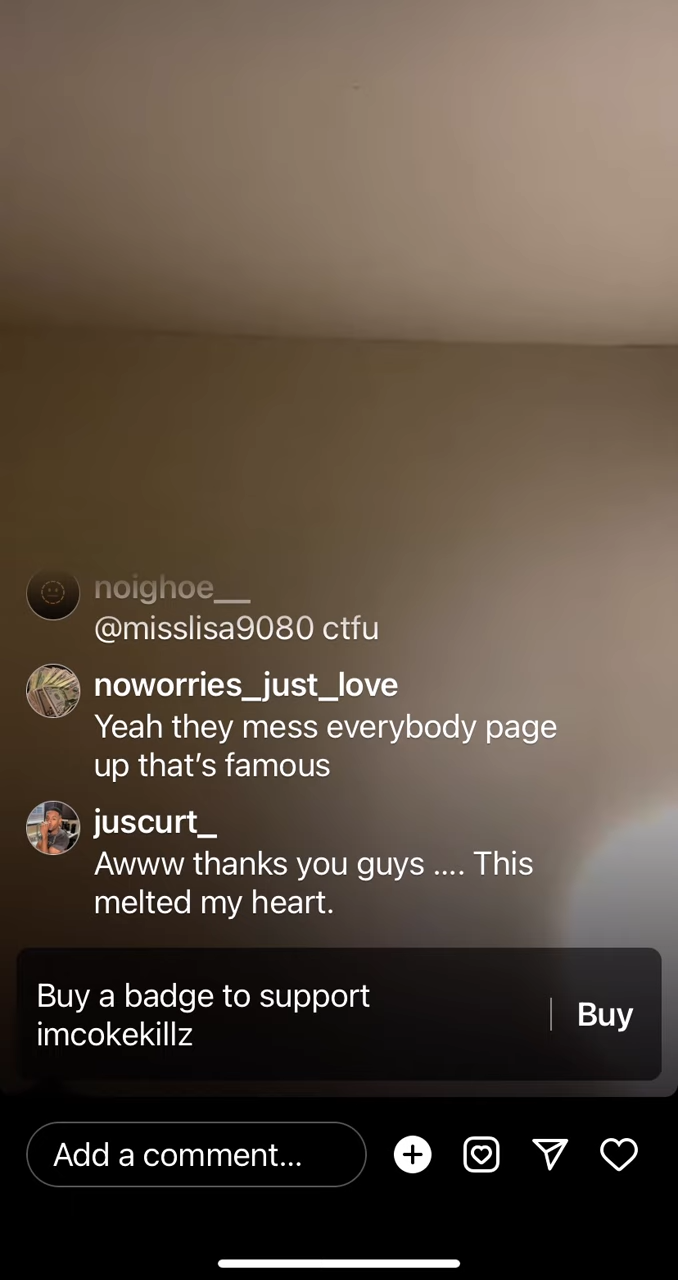 noighoe__
@misslisa9080 ctfu
noworries_just_love
Yeah they mess everybody page
up that’s famous
juscurt_
Awww thanks you guys .... This
melted my heart.
Buy a badge to support
imcokekillz
Buy
Add a comment...